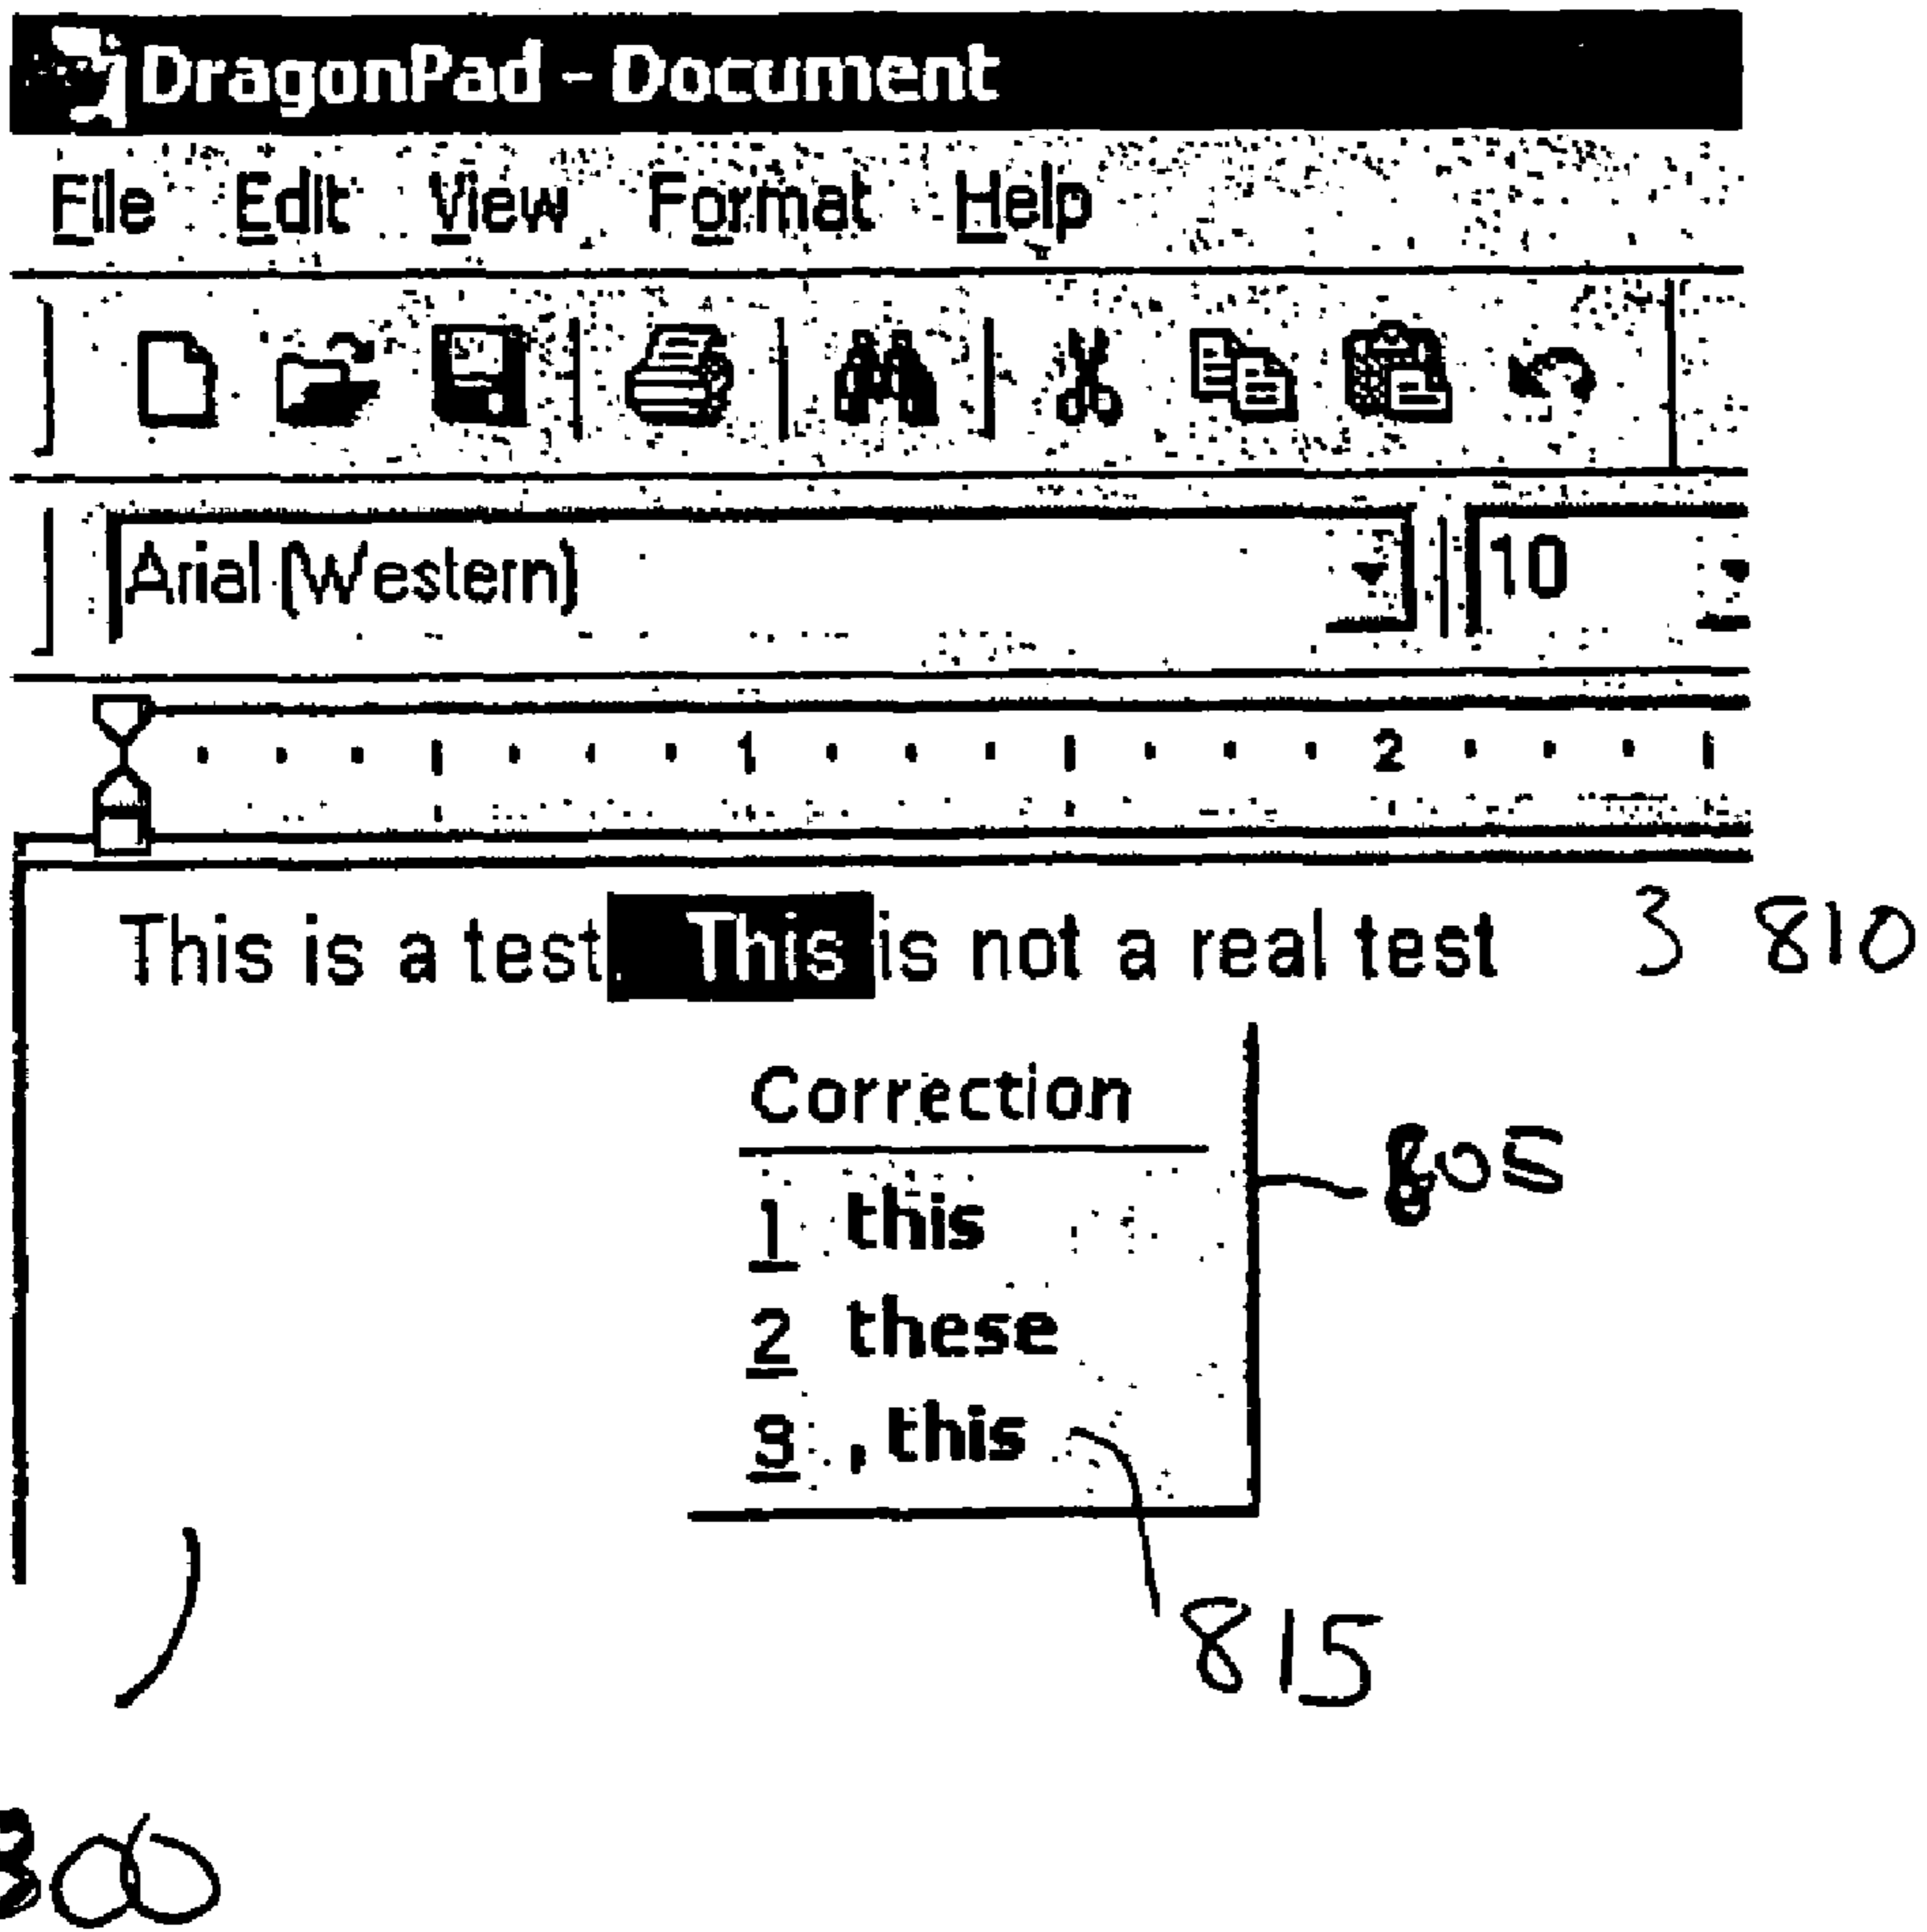 DragonPad - Document
File Edit View Format Help
Arial (Western) 10
1 2
This is a test. This is not a real test 3 810
Correction
805
1 this
2 these
3 , this
815
800